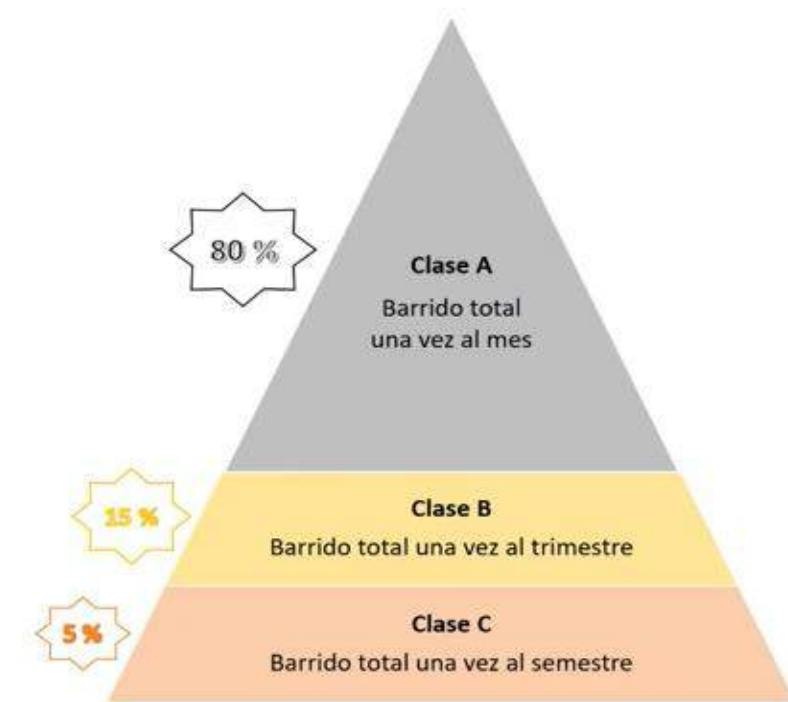 80 %
Clase A
Barrido total
una vez al mes
15 %
Clase B
Barrido total una vez al trimestre
5 %
Clase C
Barrido total una vez al semestre